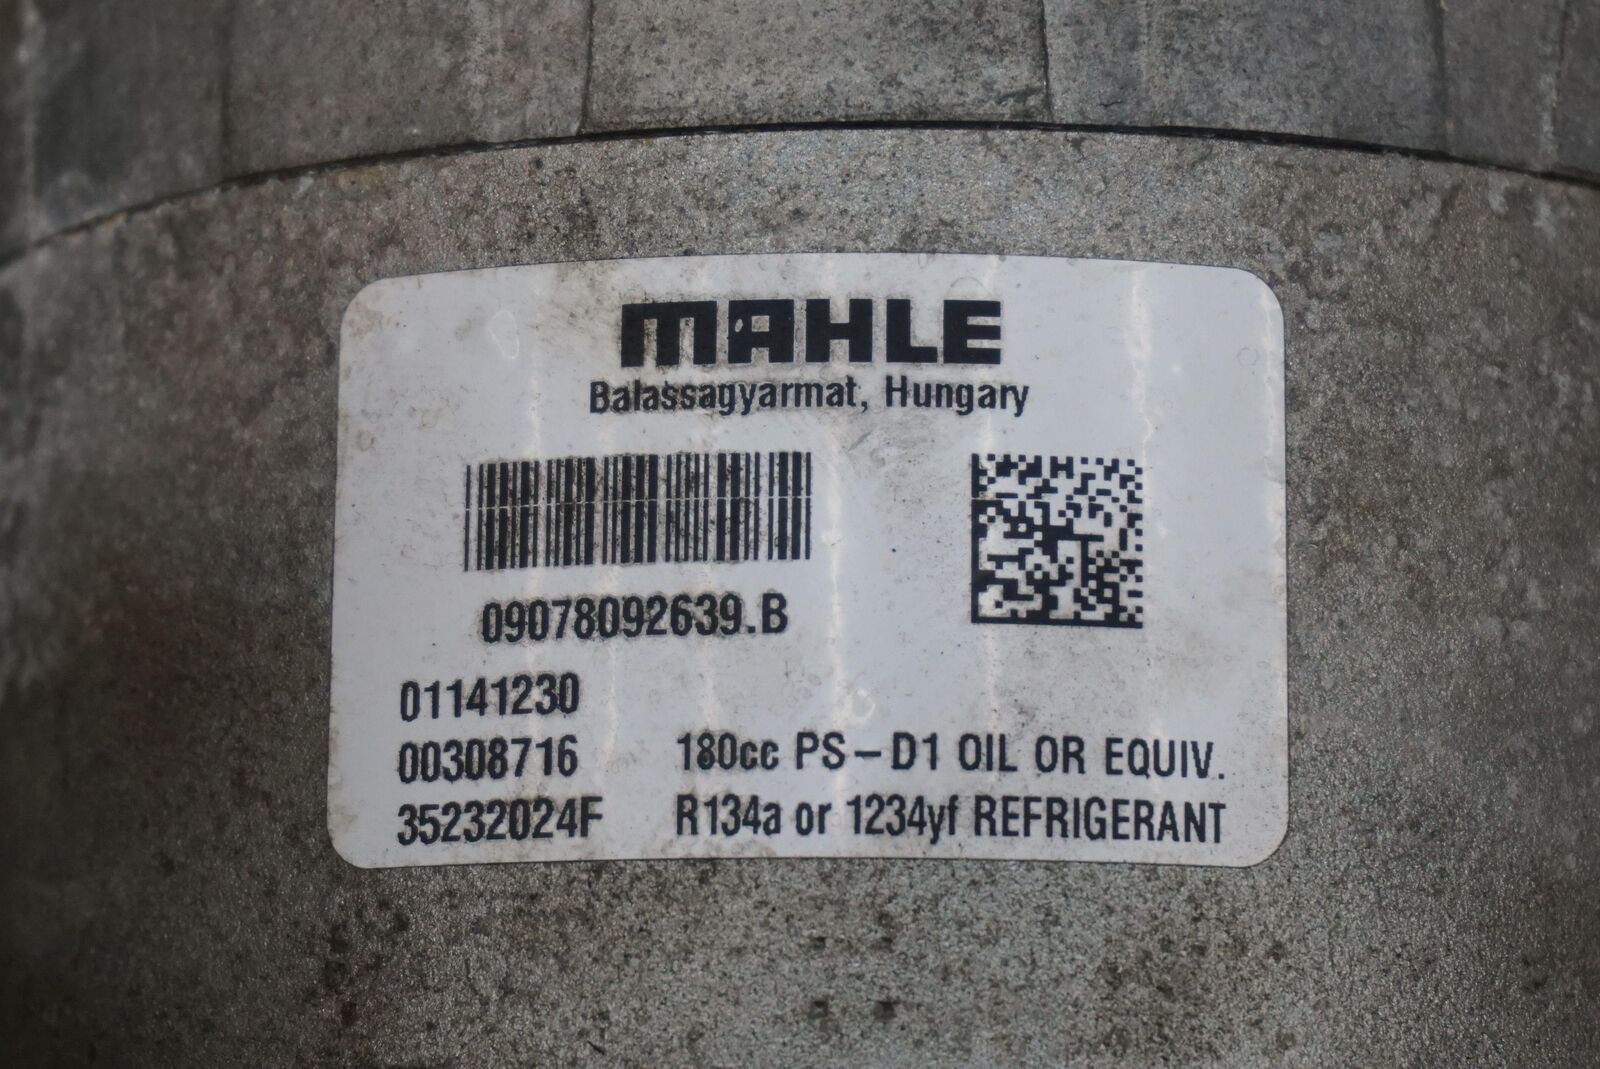 MAHLE
Balassagyarmat, Hungary
09078092639.B
01141230
00308716 180cc PS-D1 OIL OR EQUIV.
35232024F R134a or 1234yf REFRIGERANT